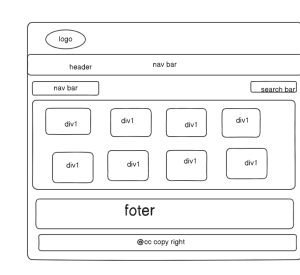 logo
header nav bar
nav bar search bar
div1 div1 div1 div1
div1 div1 div1 div1
foter
@cc copy right